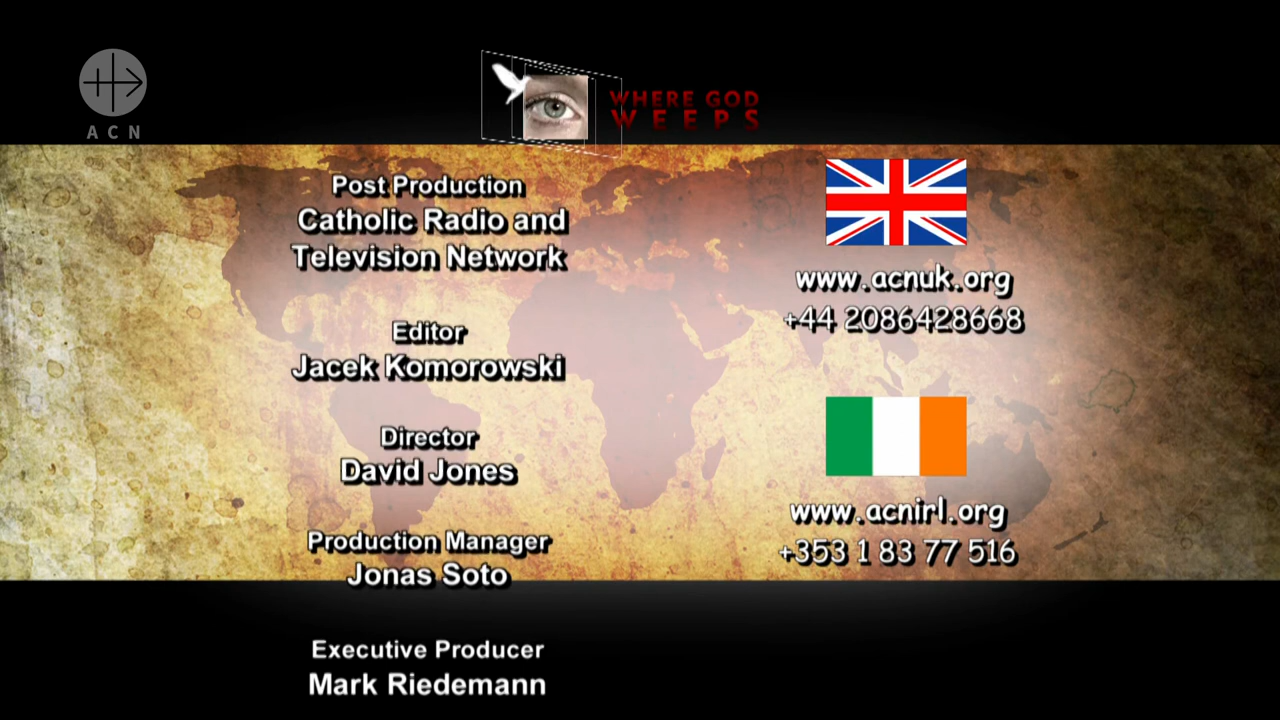 ACN
WHERE GOD
WEEPS
Post Production
Catholic Radio and
Television Network
Editor
Jacek Komorowski
Director
David Jones
Production Manager
Jonas Soto
Executive Producer
Mark Riedemann
www.acnuk.org
+44 2086428668
www.acnirl.org
+353 1 83 77 516